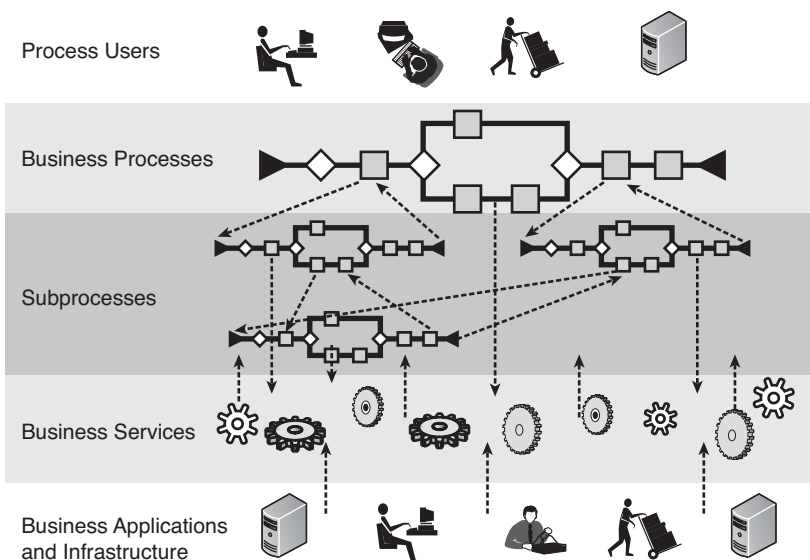 Process Users
Business Processes
Subprocesses
Business Services
Business Applications
and Infrastructure